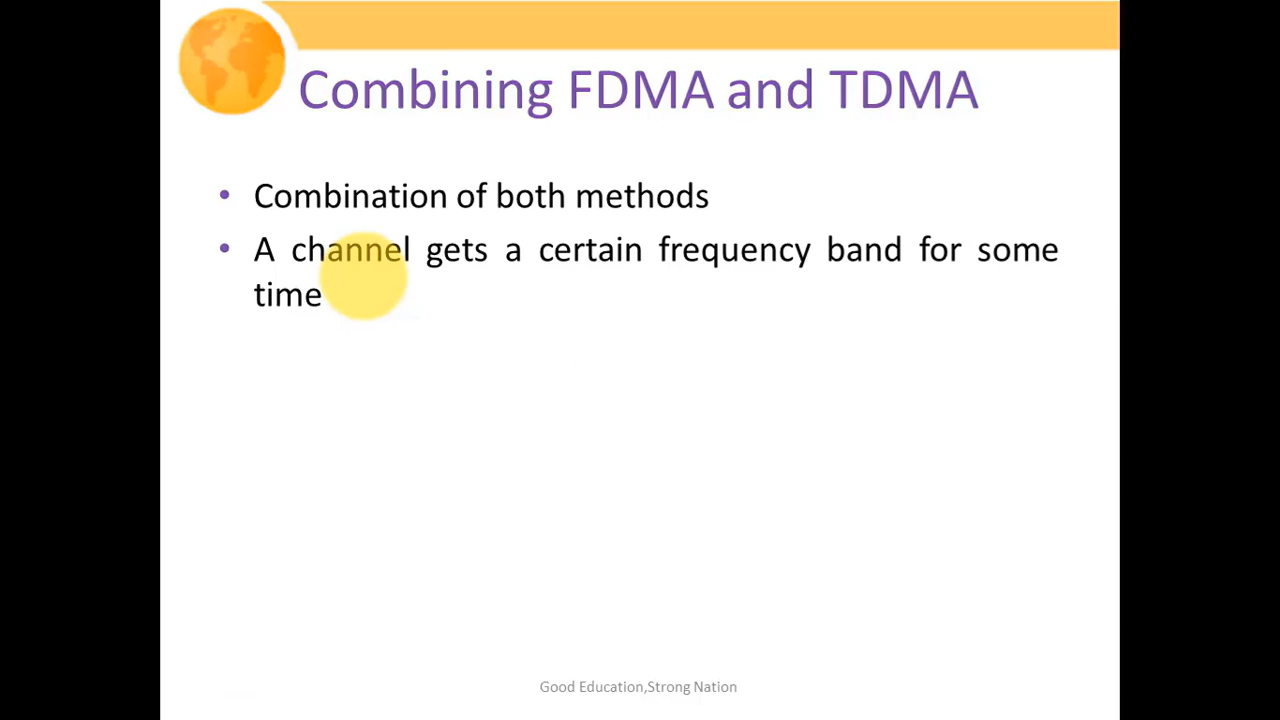 Combining FDMA and TDMA
• Combination of both methods
• A channel gets a certain frequency band for some
time
Good Education,Strong Nation